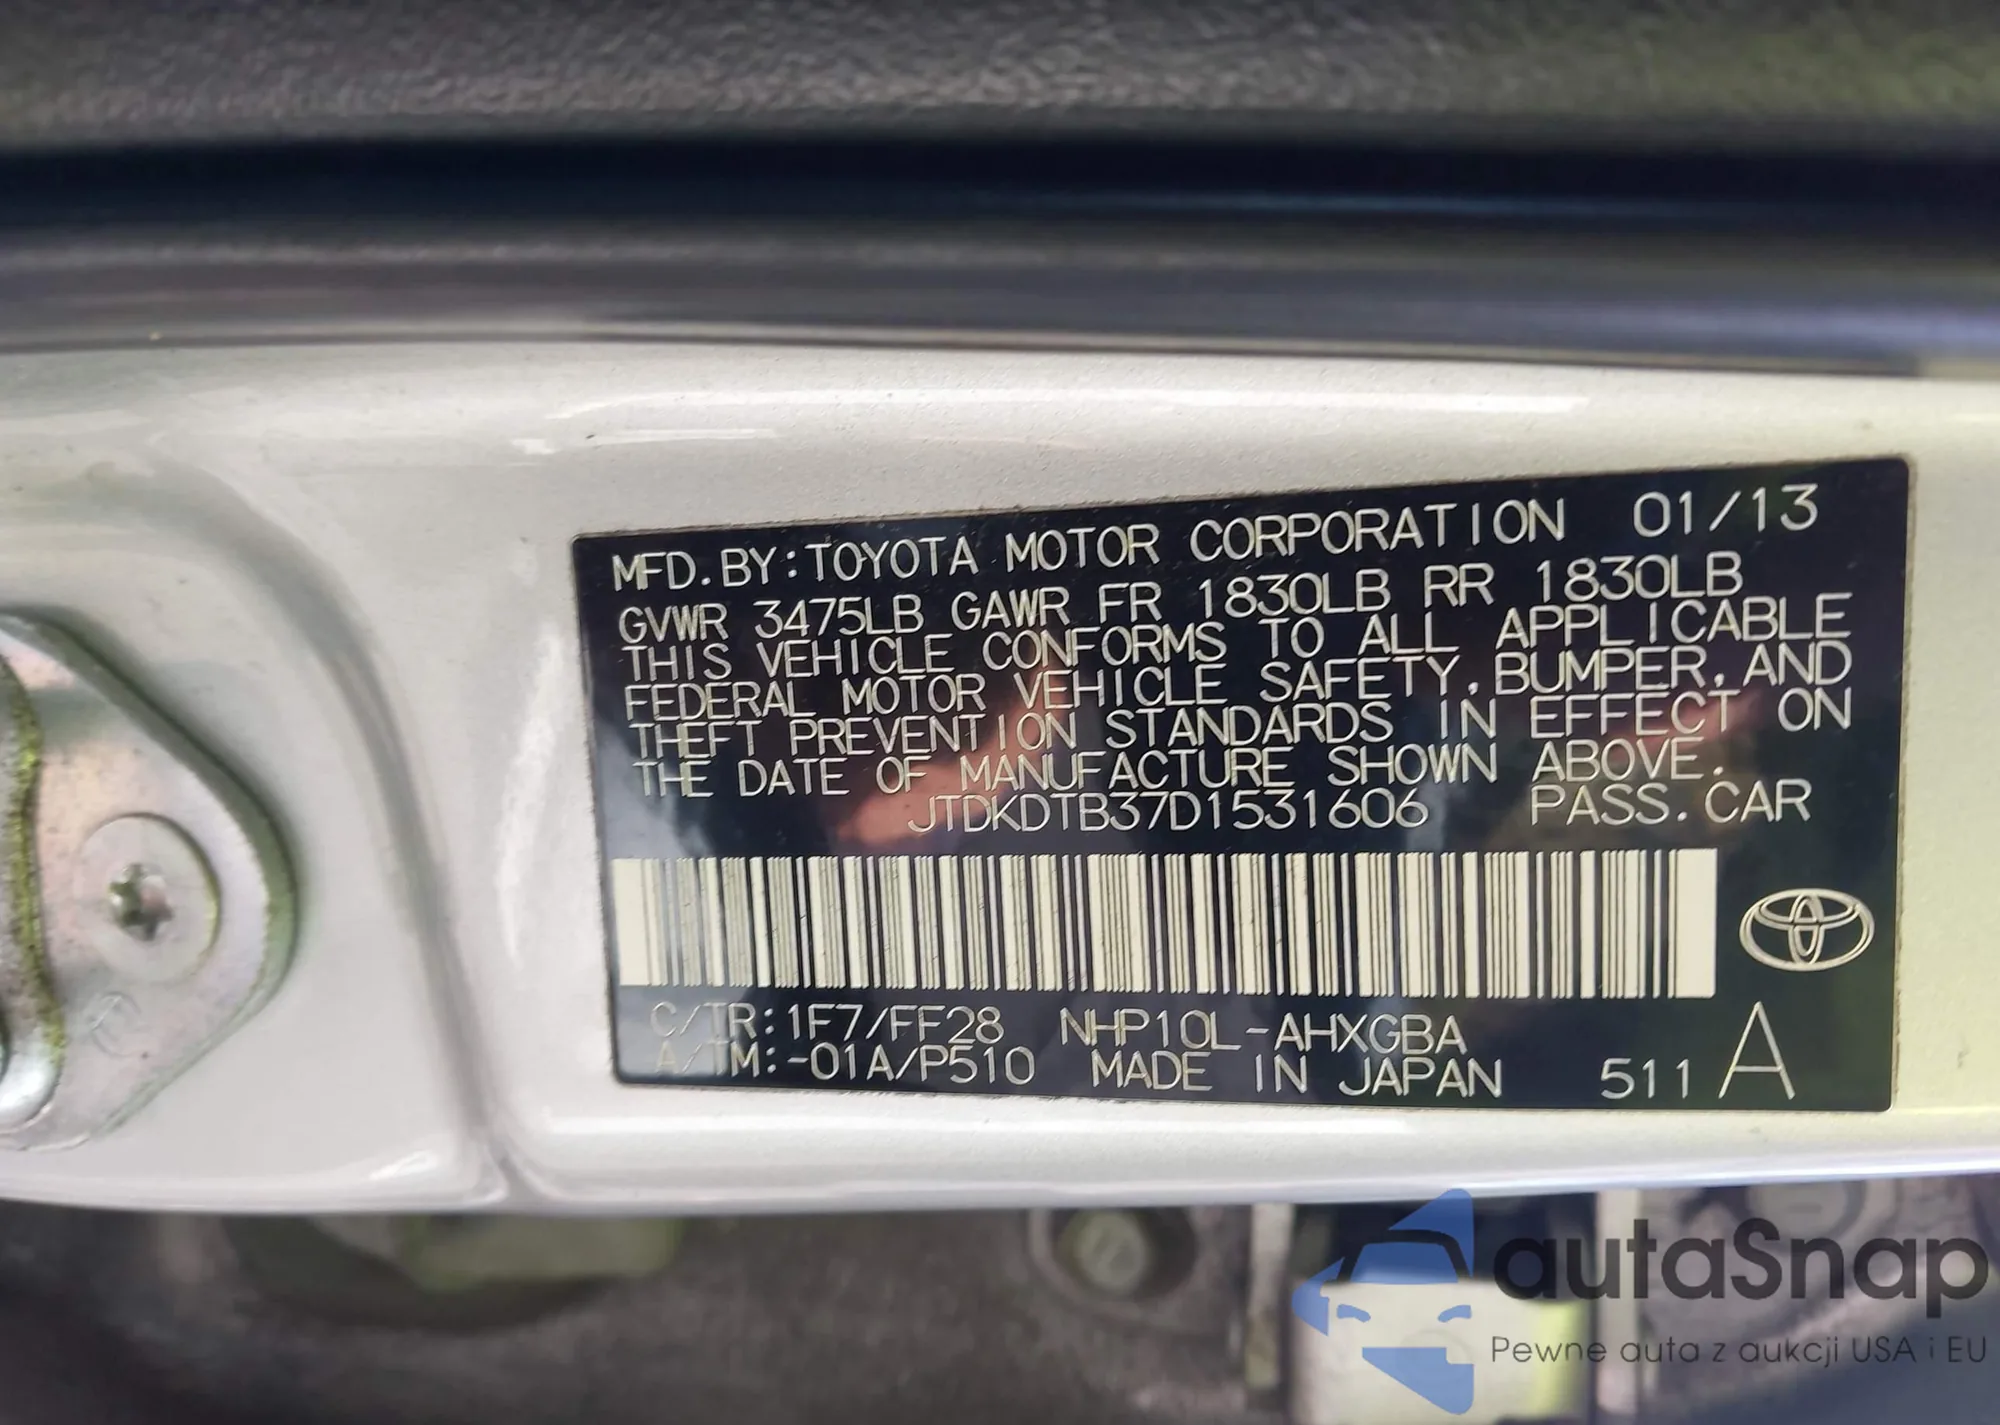 MFD.BY:TOYOTA MOTOR CORPORATION 01/13
GVWR 3475LB GAWR FR 1830LB RR 1830LB
THIS VEHICLE CONFORMS TO ALL APPLICABLE
FEDERAL MOTOR VEHICLE SAFETY,BUMPER,AND
THEFT PREVENTION STANDARDS IN EFFECT ON
THE DATE OF MANUFACTURE SHOWN ABOVE.
JTDKDTB37D1531606 PASS.CAR
C/TR:1F7/FF28 NHP10L-AHXGBA
A/TM:-01A/P510 MADE IN JAPAN 511 A
autaSnap
Pewne auta z aukcji USA i EU